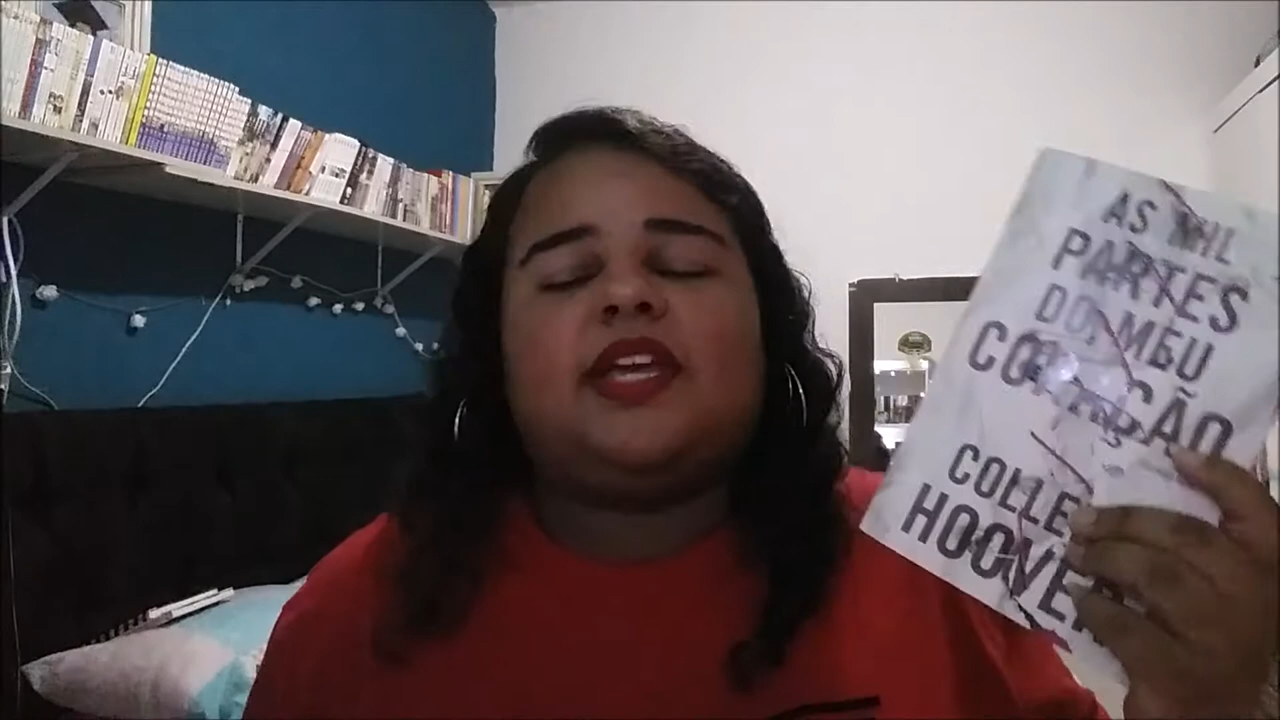 AS MIL
PARTES
DO MEU
CORAÇÃO
COLLEEN
HOOVER